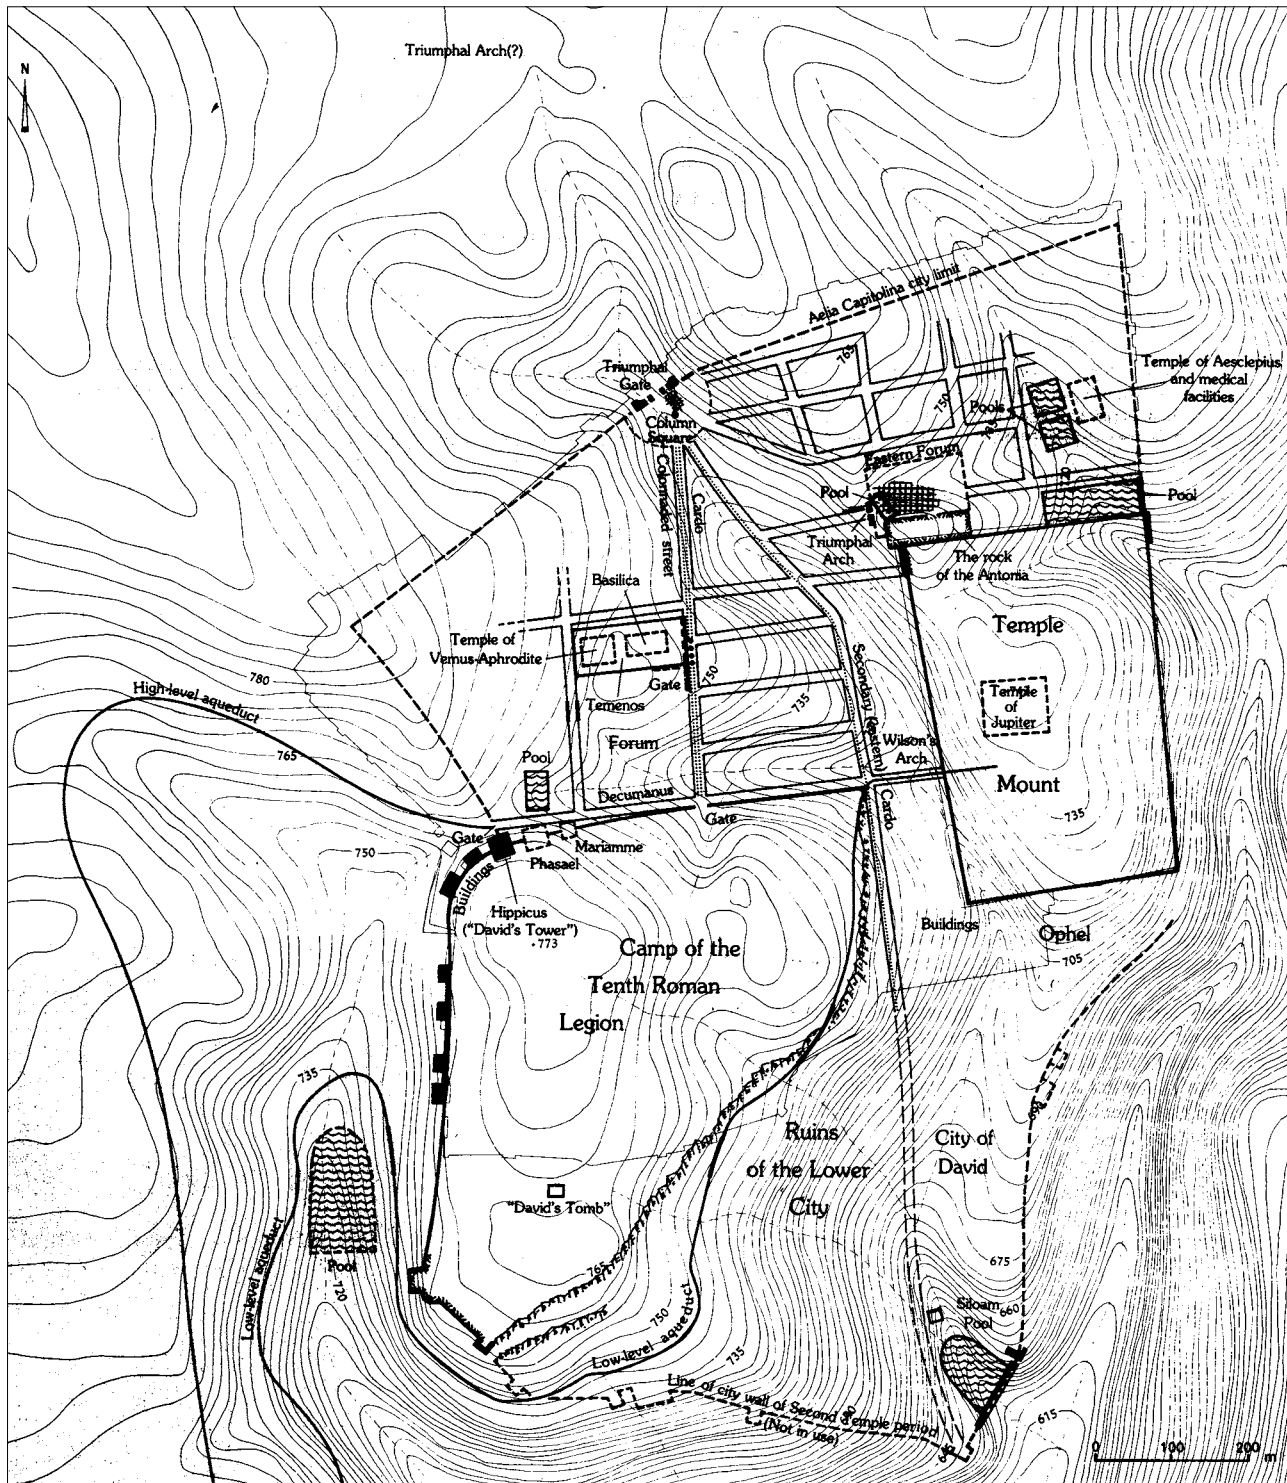 Triumphal Arch(?)
N
Aelia Capitolina city limit
765
Triumphal
Gate
Temple of Aesclepius
and medical
facilities
750
Pools
Column
Square
Eastern Forum
Colonnaded street
Cardo
Pool
Pool
Triumphal
Arch
The rock
of the Antonia
Basilica
Temple
Temple of
Vemus-Aphrodite
780
Gate
750
Temenos
735
Secondary (Eastern)
Cardo
Temple
of
Jupiter
High-level aqueduct
765
Forum
Wilson's
Arch
Pool
Mount
Decumanus
Gate
735
Gate
Mariamme
750
Phasael
Buildings
Hippicus
("David's Tower")
773
Buildings
Ophel
Camp of the
Tenth Roman
Legion
705
735
Ruins
of the Lower
City
City of
David
"David's Tomb"
Low-level aqueduct
Pool
720
765
675
Siloam
Pool
660
750
Low-level aqueduct
735
Line of city wall of Second Temple period
(Not in use)
615
0 100 200
m